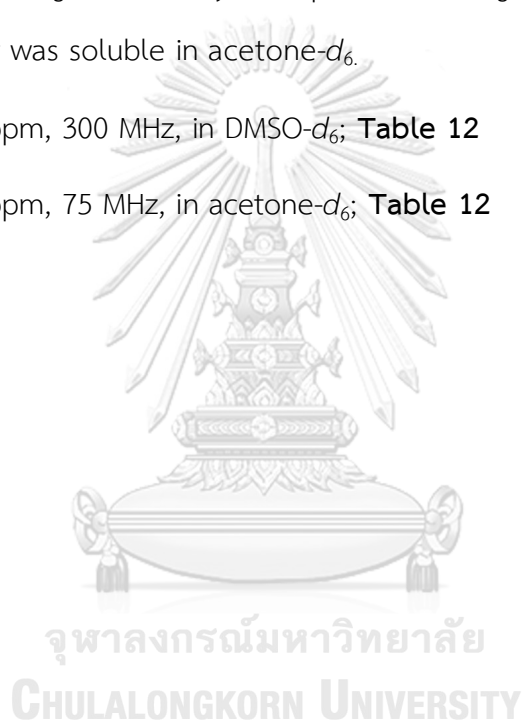 was soluble in acetone-d6.
ppm, 300 MHz, in DMSO-d6; Table 12
ppm, 75 MHz, in acetone-d6; Table 12
จุฬาลงกรณ์มหาวิทยาลัย
CHULALONGKORN UNIVERSITY